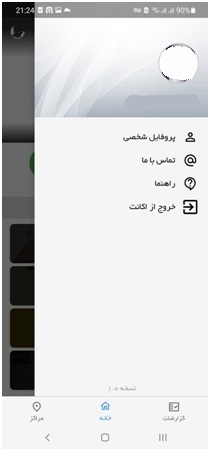 21:24
90%
پروفایل شخصی
تماس با ما
راهنما
خروج از اکانت
نسخه ۱.۰
گزارشات
خانه
مراکز